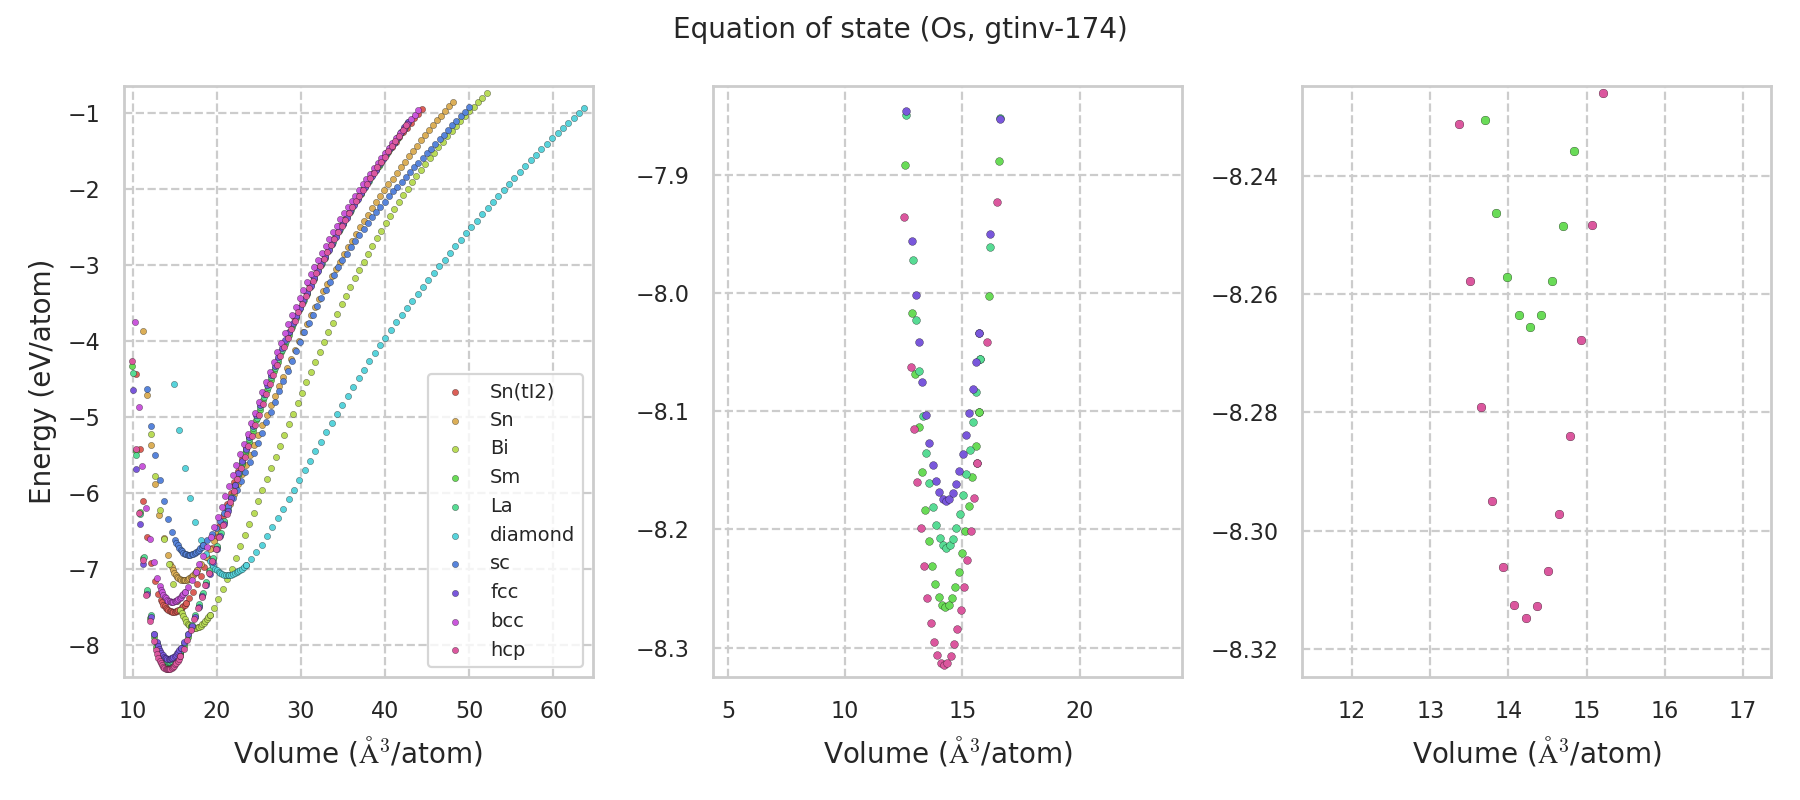 Equation of state (Os, gtinv-174)
Energy (eV/atom)
−1
−2
−3
−4
−5
−6
−7
−8
10 20 30 40 50 60
Volume (Å³/atom)
Sn(tI2)
Sn
Bi
Sm
La
diamond
sc
fcc
bcc
hcp
−7.9
−8.0
−8.1
−8.2
−8.3
5 10 15 20
Volume (Å³/atom)
−8.24
−8.26
−8.28
−8.30
−8.32
12 13 14 15 16 17
Volume (Å³/atom)